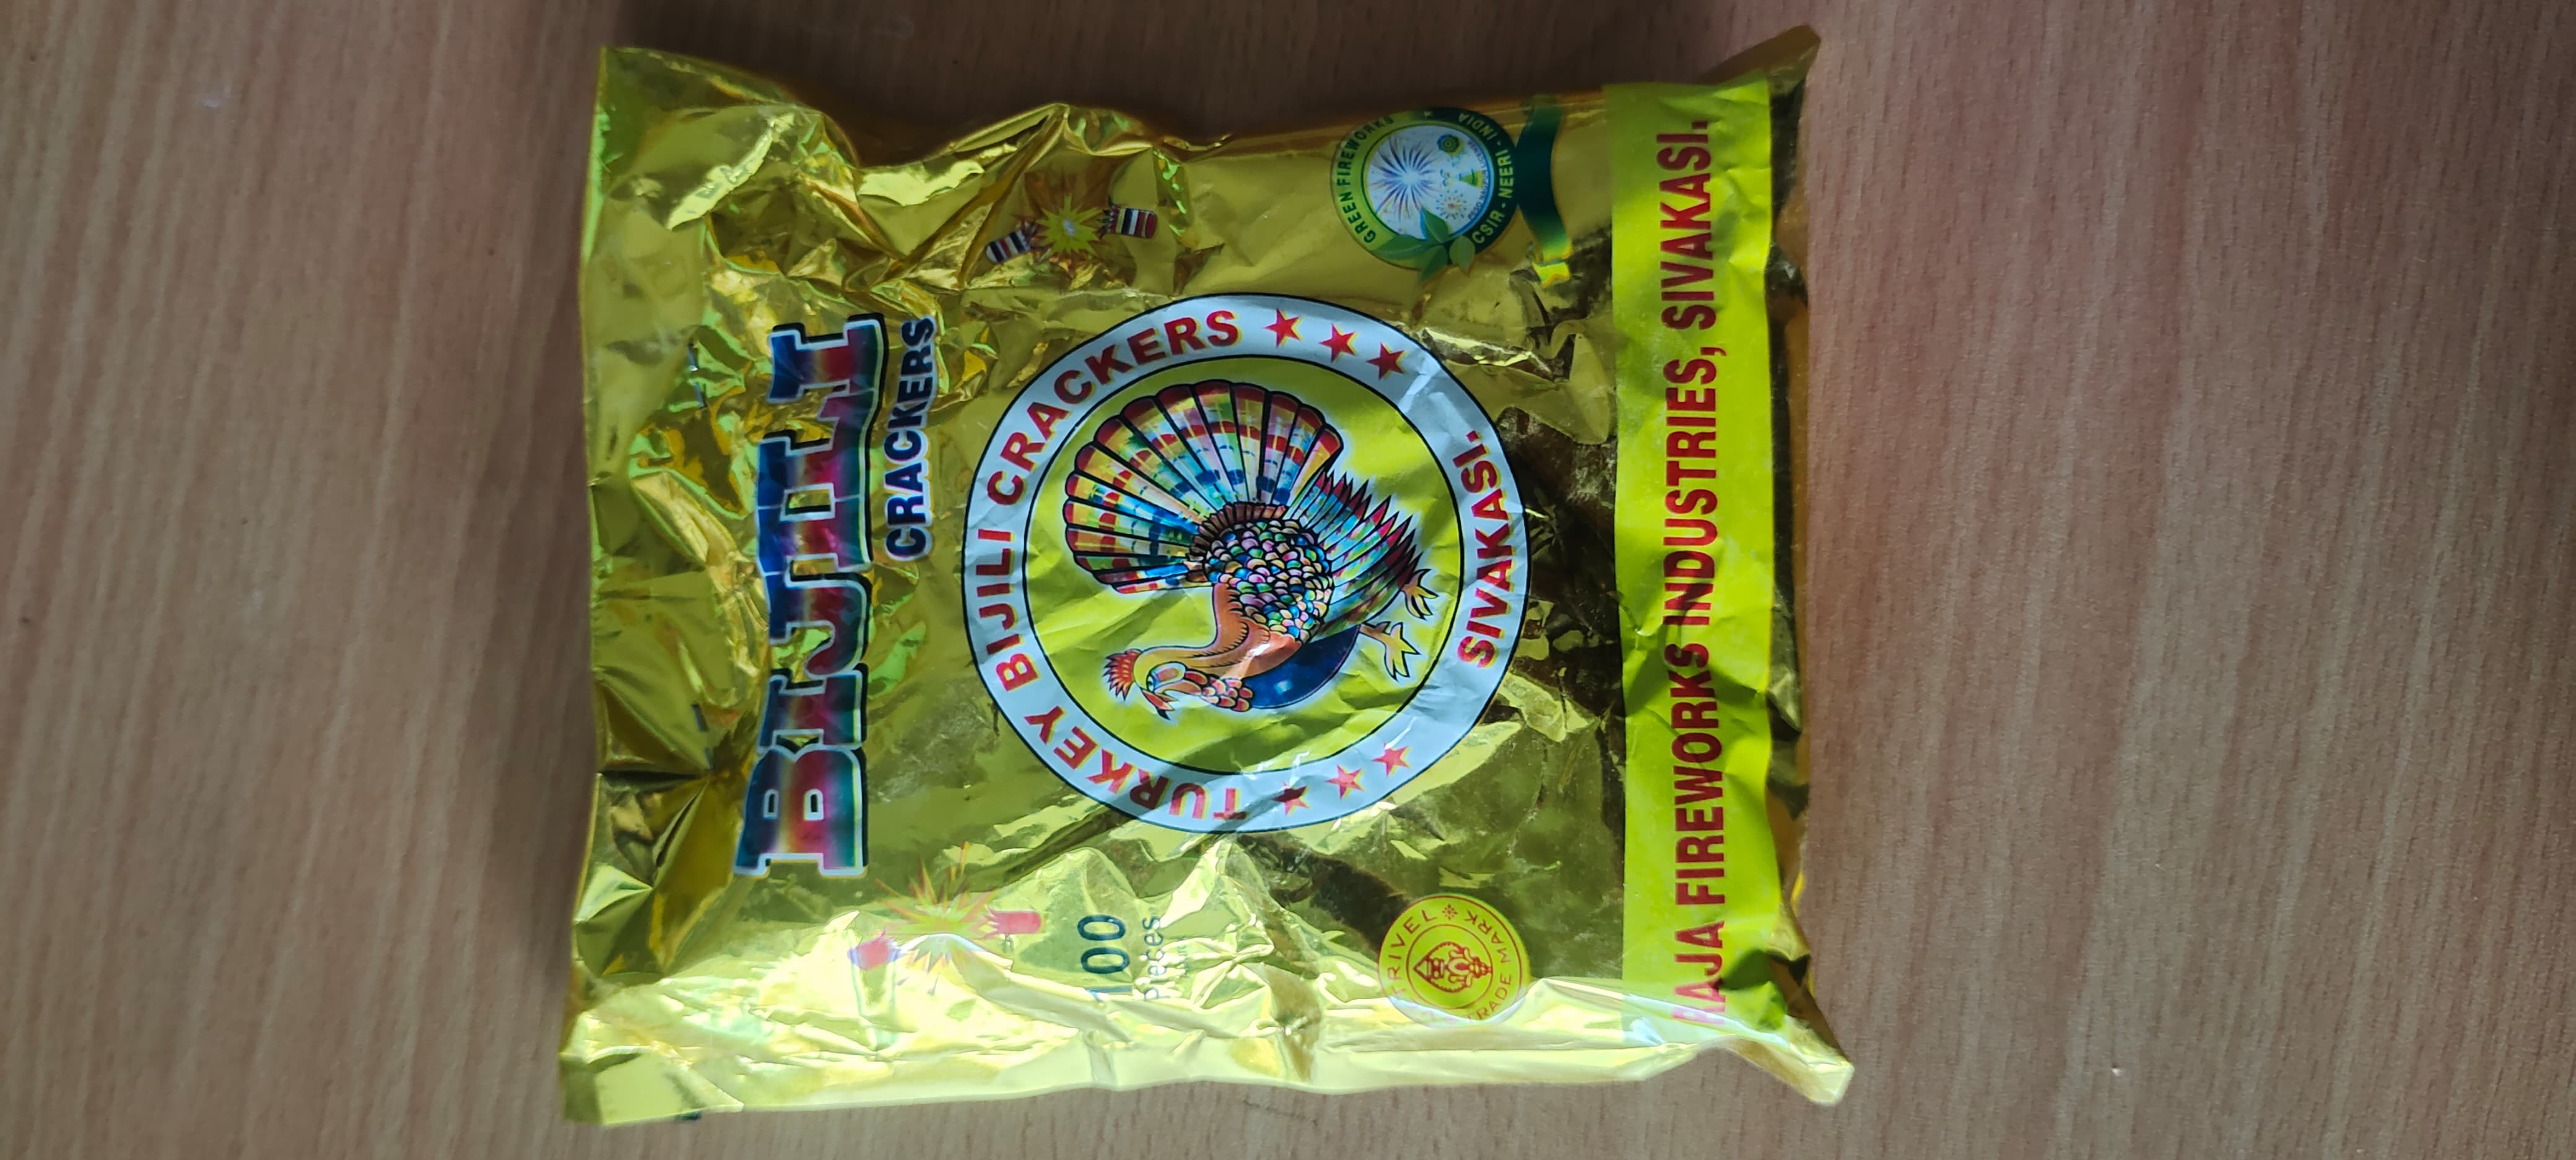 BIJILI
CRACKERS
GREEN FIREWORKS
CSIR - NEERI - INDIA
TURKEY BIJILI CRACKERS
SIVAKASI.
100
pieces
TRIVEL
TRADE MARK
RAJA FIREWORKS INDUSTRIES, SIVAKASI.